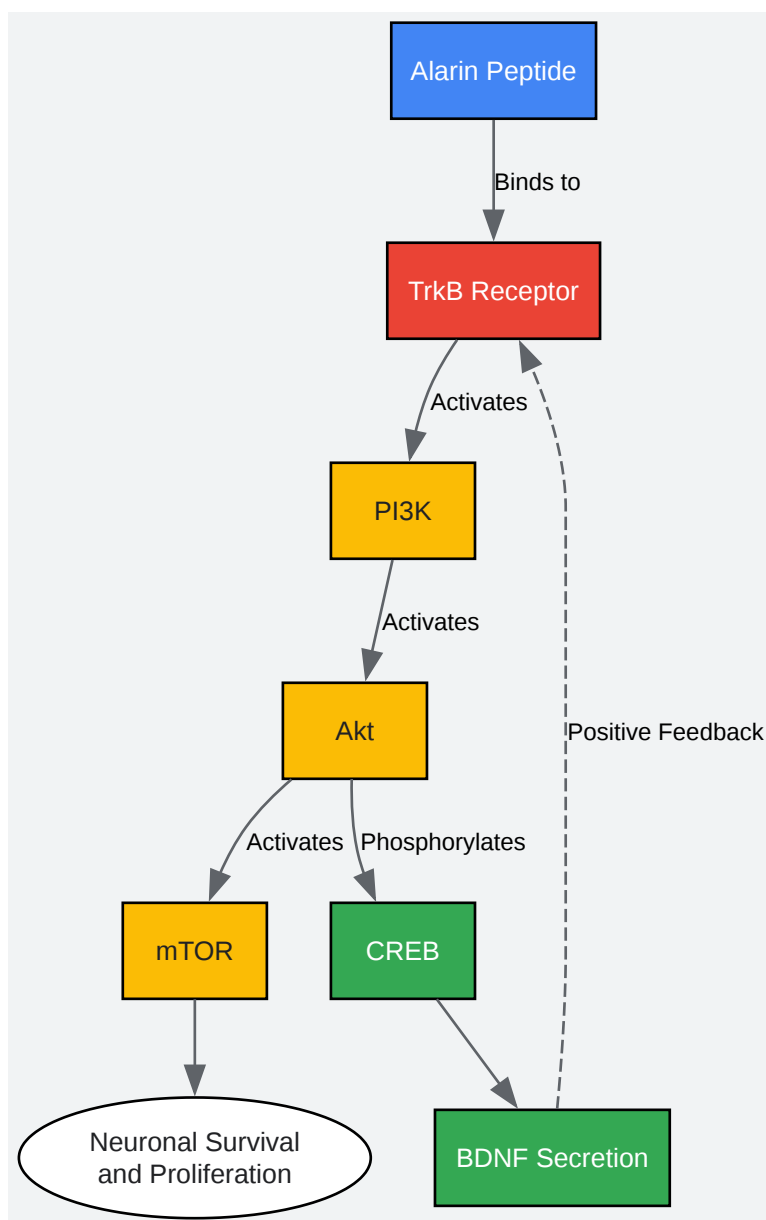 Alarin Peptide
Binds to
TrkB Receptor
Activates
PI3K
Activates
Akt
Positive Feedback
Activates
Phosphorylates
mTOR
CREB
Neuronal Survival
and Proliferation
BDNF Secretion